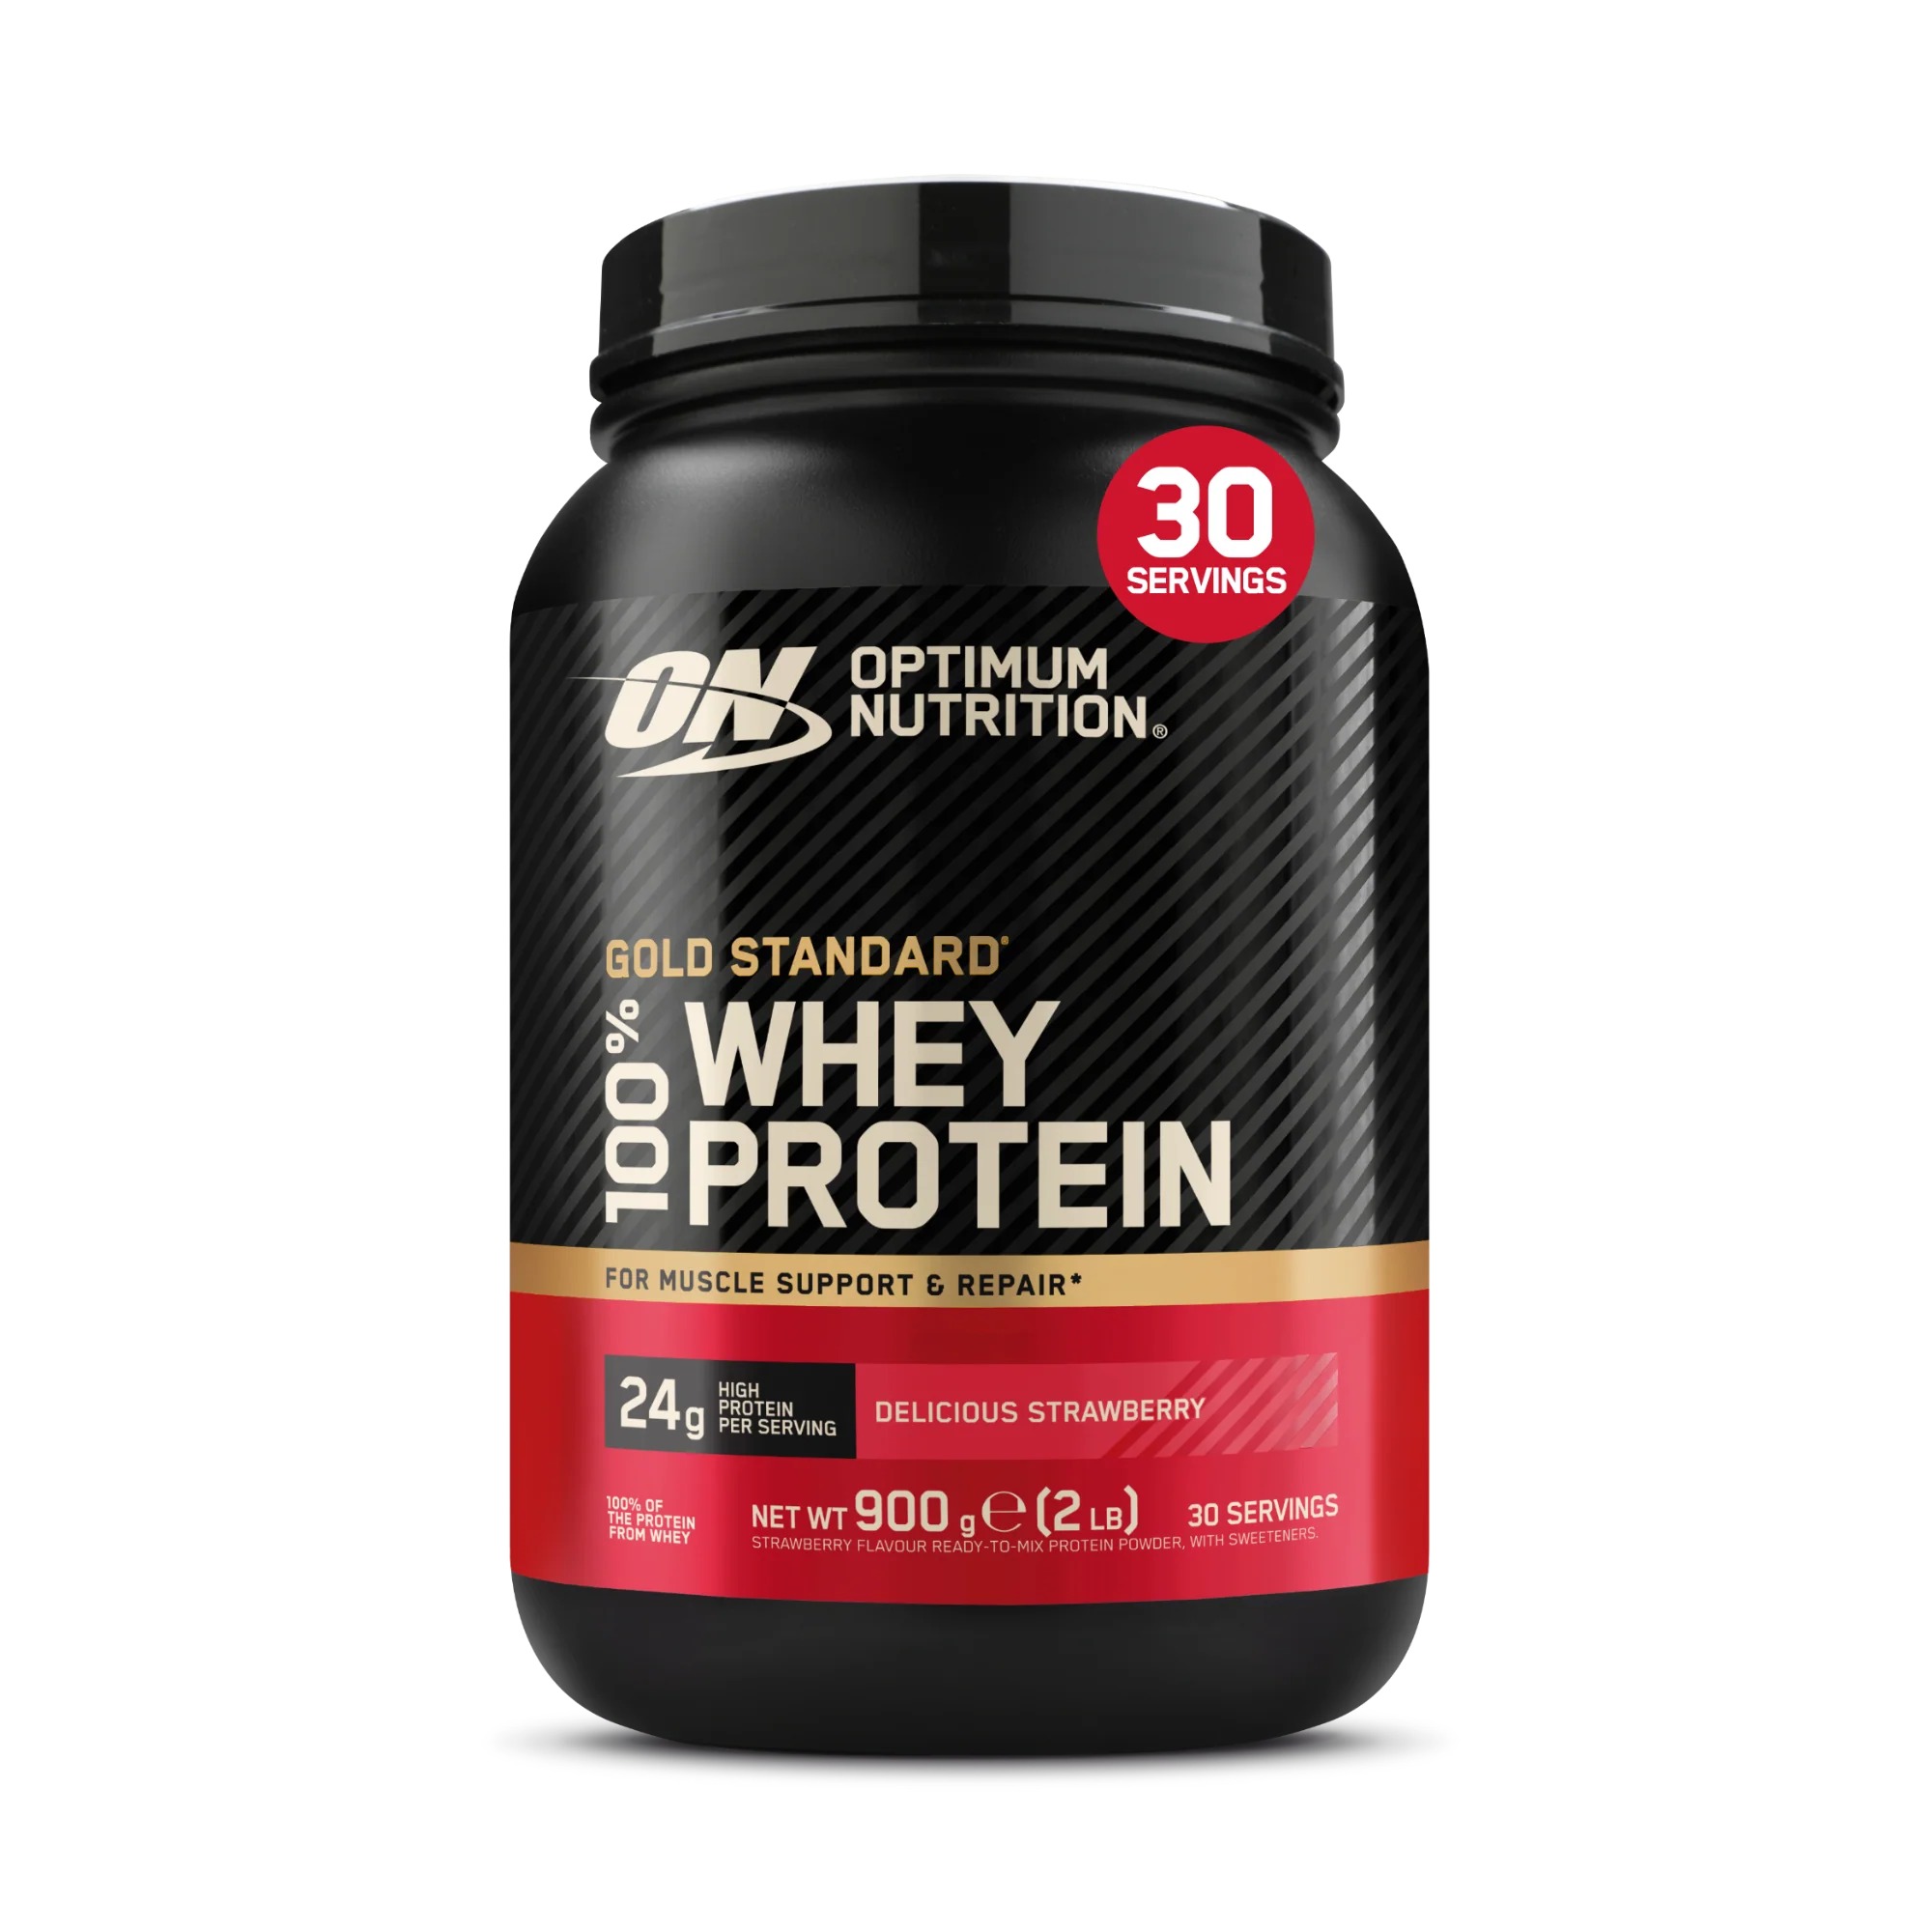 30
SERVINGS
ON
OPTIMUM
NUTRITION®
GOLD STANDARD®
100%
WHEY
PROTEIN
FOR MUSCLE SUPPORT & REPAIR*
24g
HIGH
PROTEIN
PER SERVING
DELICIOUS STRAWBERRY
100% OF
THE PROTEIN
FROM WHEY
NET WT 900 g ℮ (2 LB)
30 SERVINGS
STRAWBERRY FLAVOUR READY-TO-MIX PROTEIN POWDER, WITH SWEETENERS.